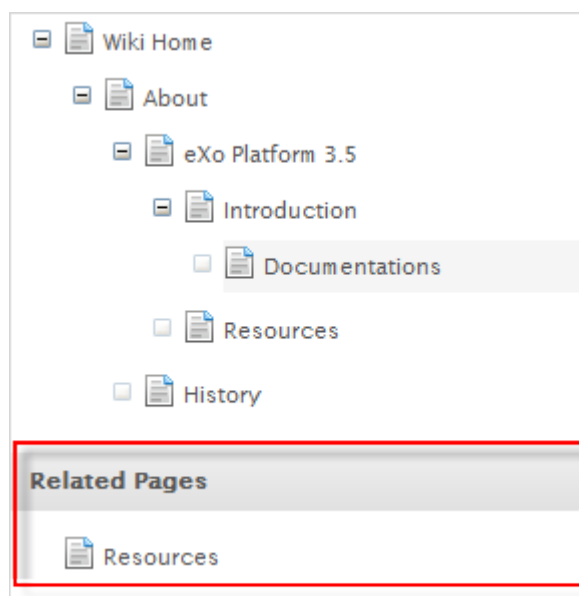 Wiki Home
About
eXo Platform 3.5
Introduction
Documentations
Resources
History
Related Pages
Resources